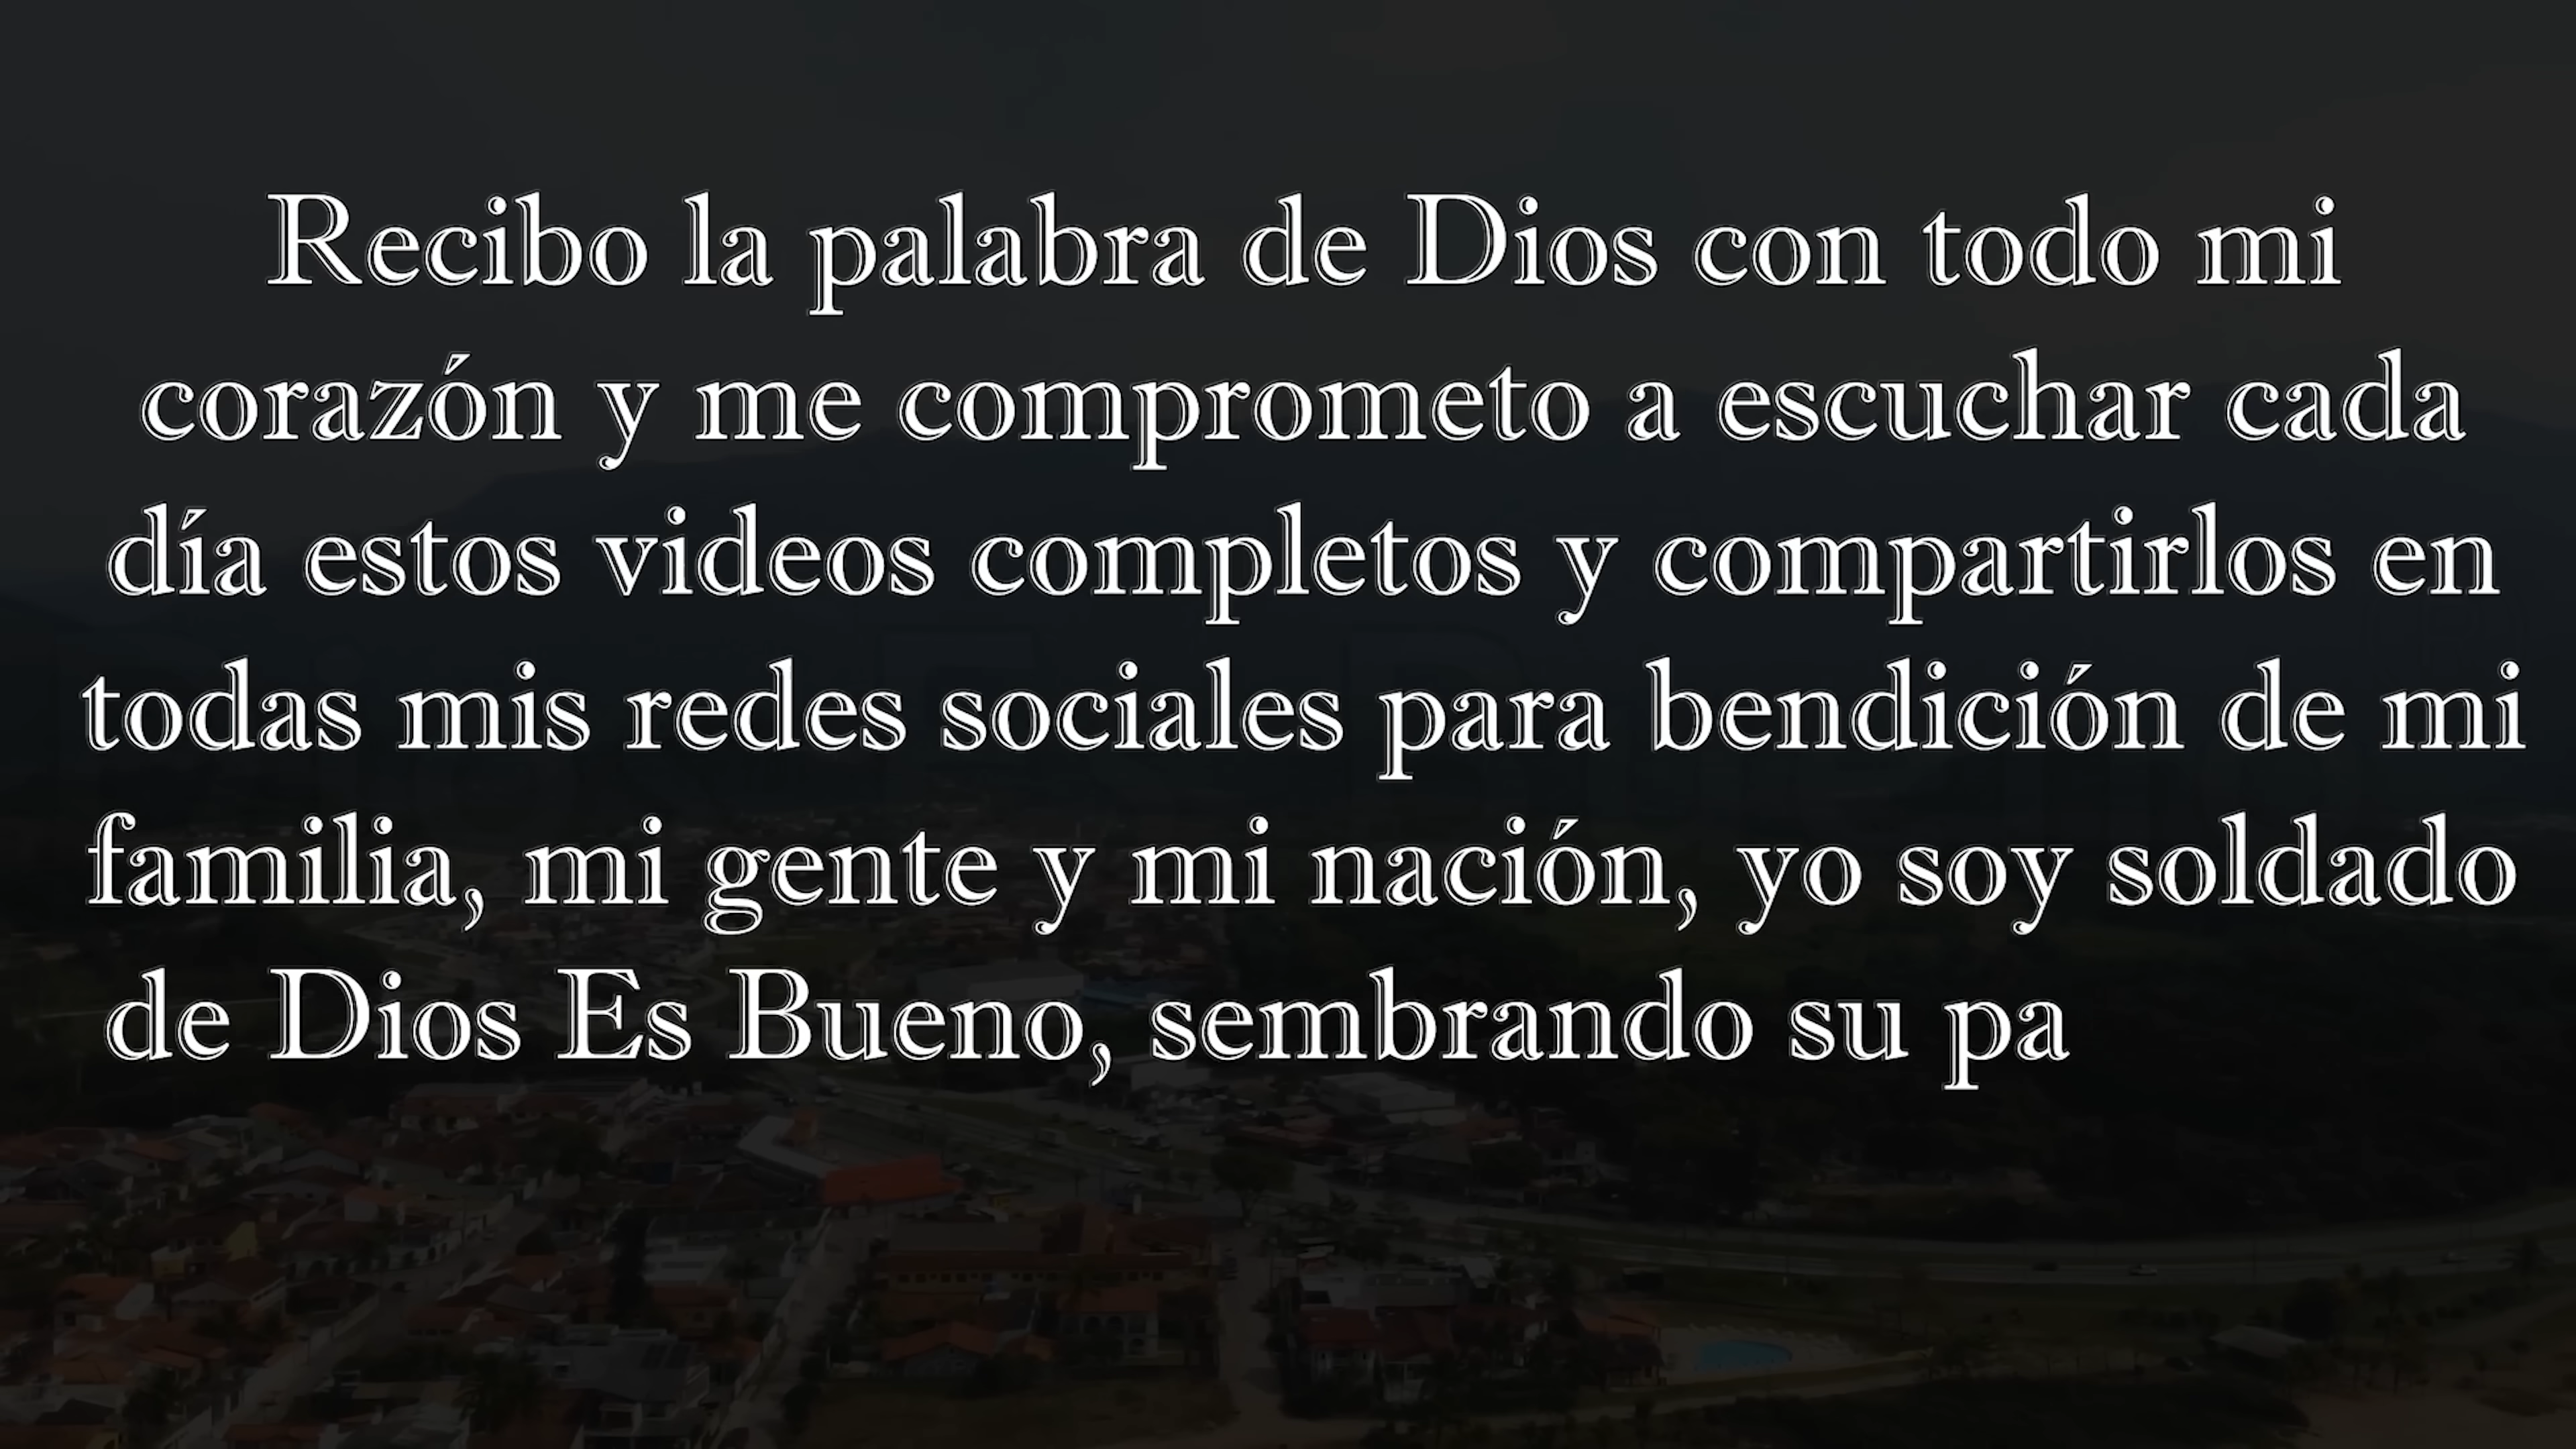 Recibo la palabra de Dios con todo mi
corazón y me comprometo a escuchar cada
día estos videos completos y compartirlos en
todas mis redes sociales para bendición de mi
familia, mi gente y mi nación, yo soy soldado
de Dios Es Bueno, sembrando su pa